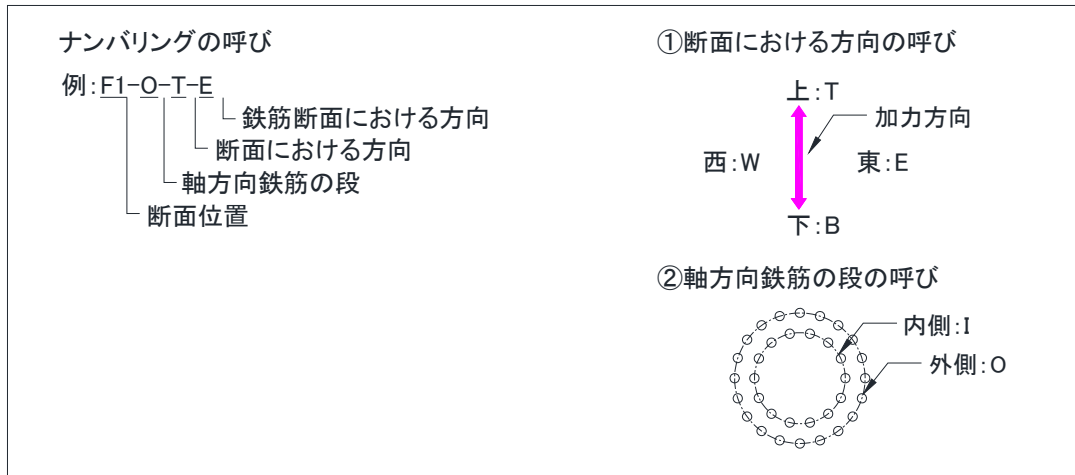 ナンバリングの呼び
例:F1-O-T-E
鉄筋断面における方向
断面における方向
軸方向鉄筋の段
断面位置
①断面における方向の呼び
上:T
加力方向
西:W
東:E
下:B
②軸方向鉄筋の段の呼び
内側:I
外側:O